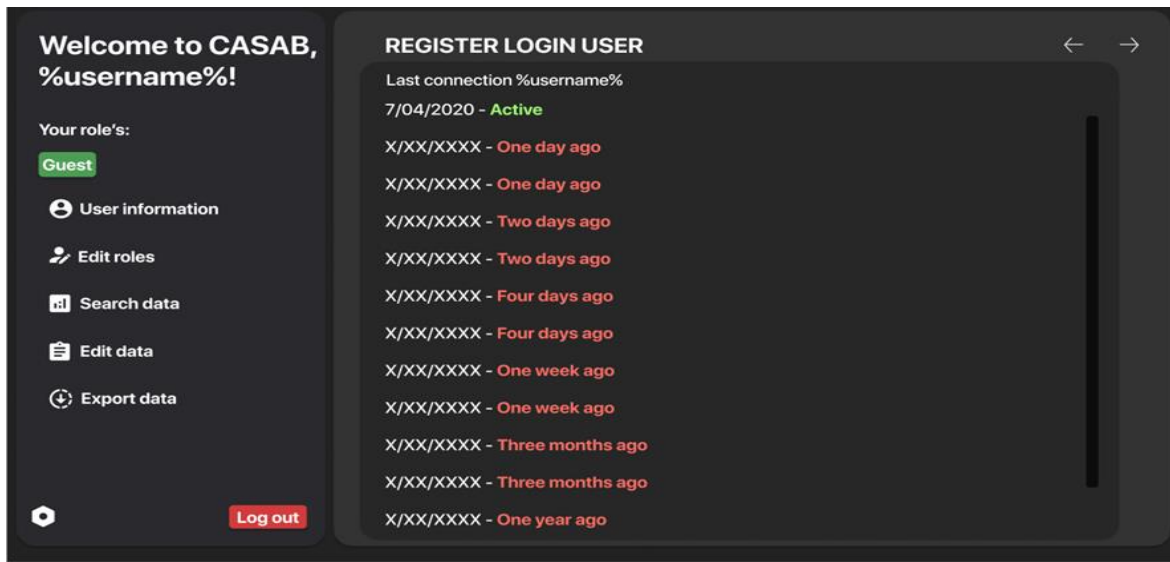 Welcome to CASAB,
%username%!
Your role's:
Guest
User information
Edit roles
Search data
Edit data
Export data
Log out
REGISTER LOGIN USER
Last connection %username%
7/04/2020 - Active
X/XX/XXXX - One day ago
X/XX/XXXX - One day ago
X/XX/XXXX - Two days ago
X/XX/XXXX - Two days ago
X/XX/XXXX - Four days ago
X/XX/XXXX - Four days ago
X/XX/XXXX - One week ago
X/XX/XXXX - One week ago
X/XX/XXXX - Three months ago
X/XX/XXXX - Three months ago
X/XX/XXXX - One year ago